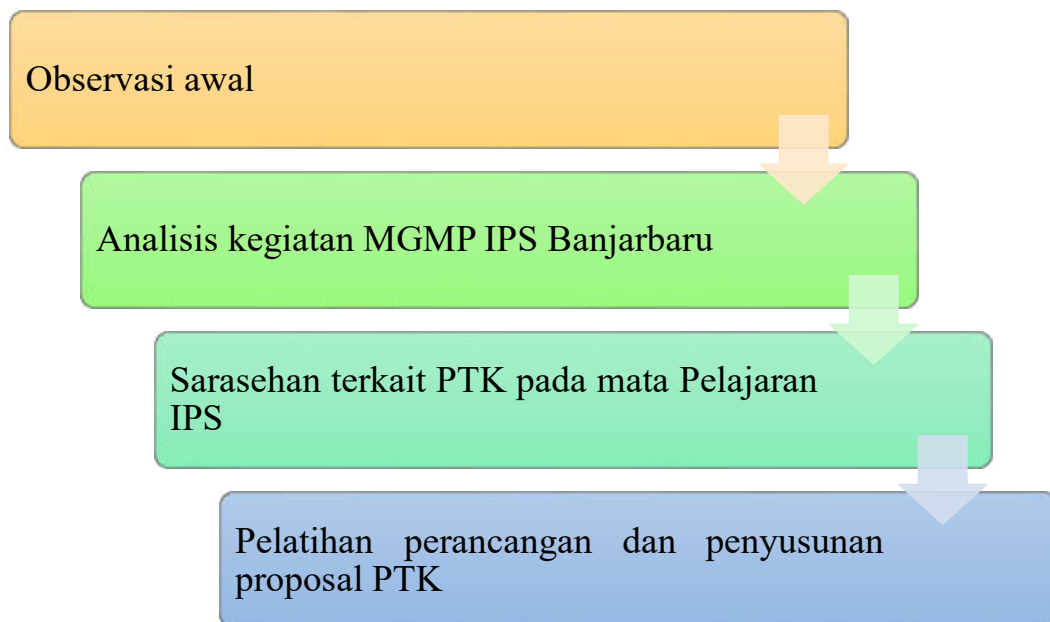 Observasi awal
Analisis kegiatan MGMP IPS Banjarbaru
Sarasehan terkait PTK pada mata Pelajaran
IPS
Pelatihan perancangan dan penyusunan
proposal PTK